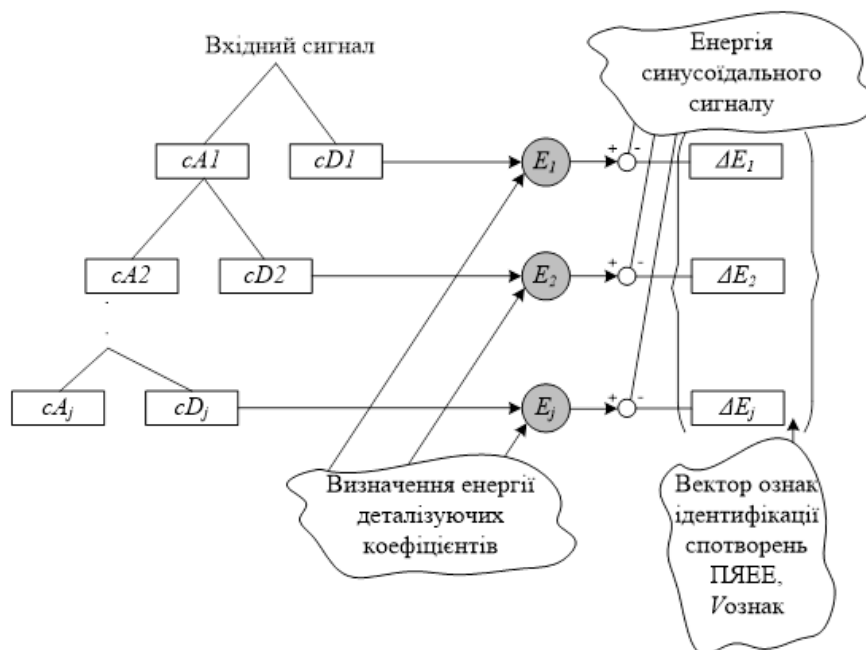 Вхідний сигнал
Енергія
синусоїдального
сигналу
cA1
cD1
E₁
+
-
ΔE₁
cA2
cD2
E₂
+
-
ΔE₂
.
.
cAⱼ
cDⱼ
Eⱼ
+
-
ΔEⱼ
Визначення енергії
деталізуючих
коефіцієнтів
Вектор ознак
ідентифікації
спотворень
ПЯЕЕ,
Vознак